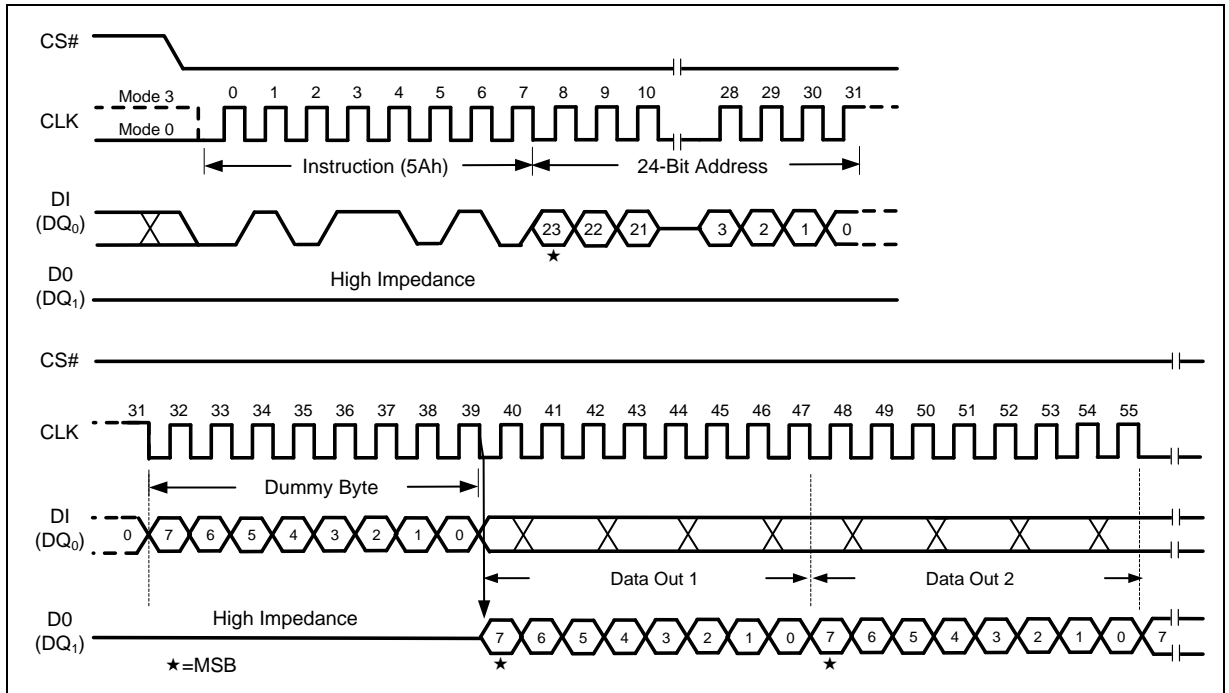 CS#
Mode 3
0 1 2 3 4 5 6 7 8 9 10 28 29 30 31
CLK
Mode 0
Instruction (5Ah) 24-Bit Address
DI
(DQ0)
23 22 21 3 2 1 0
★
D0
(DQ1)
High Impedance
CS#
31 32 33 34 35 36 37 38 39 40 41 42 43 44 45 46 47 48 49 50 51 52 53 54 55
CLK
Dummy Byte
DI
(DQ0)
0 7 6 5 4 3 2 1 0
Data Out 1 Data Out 2
D0
(DQ1)
High Impedance
7 6 5 4 3 2 1 0 7 6 5 4 3 2 1 0 7
★=MSB ★ ★